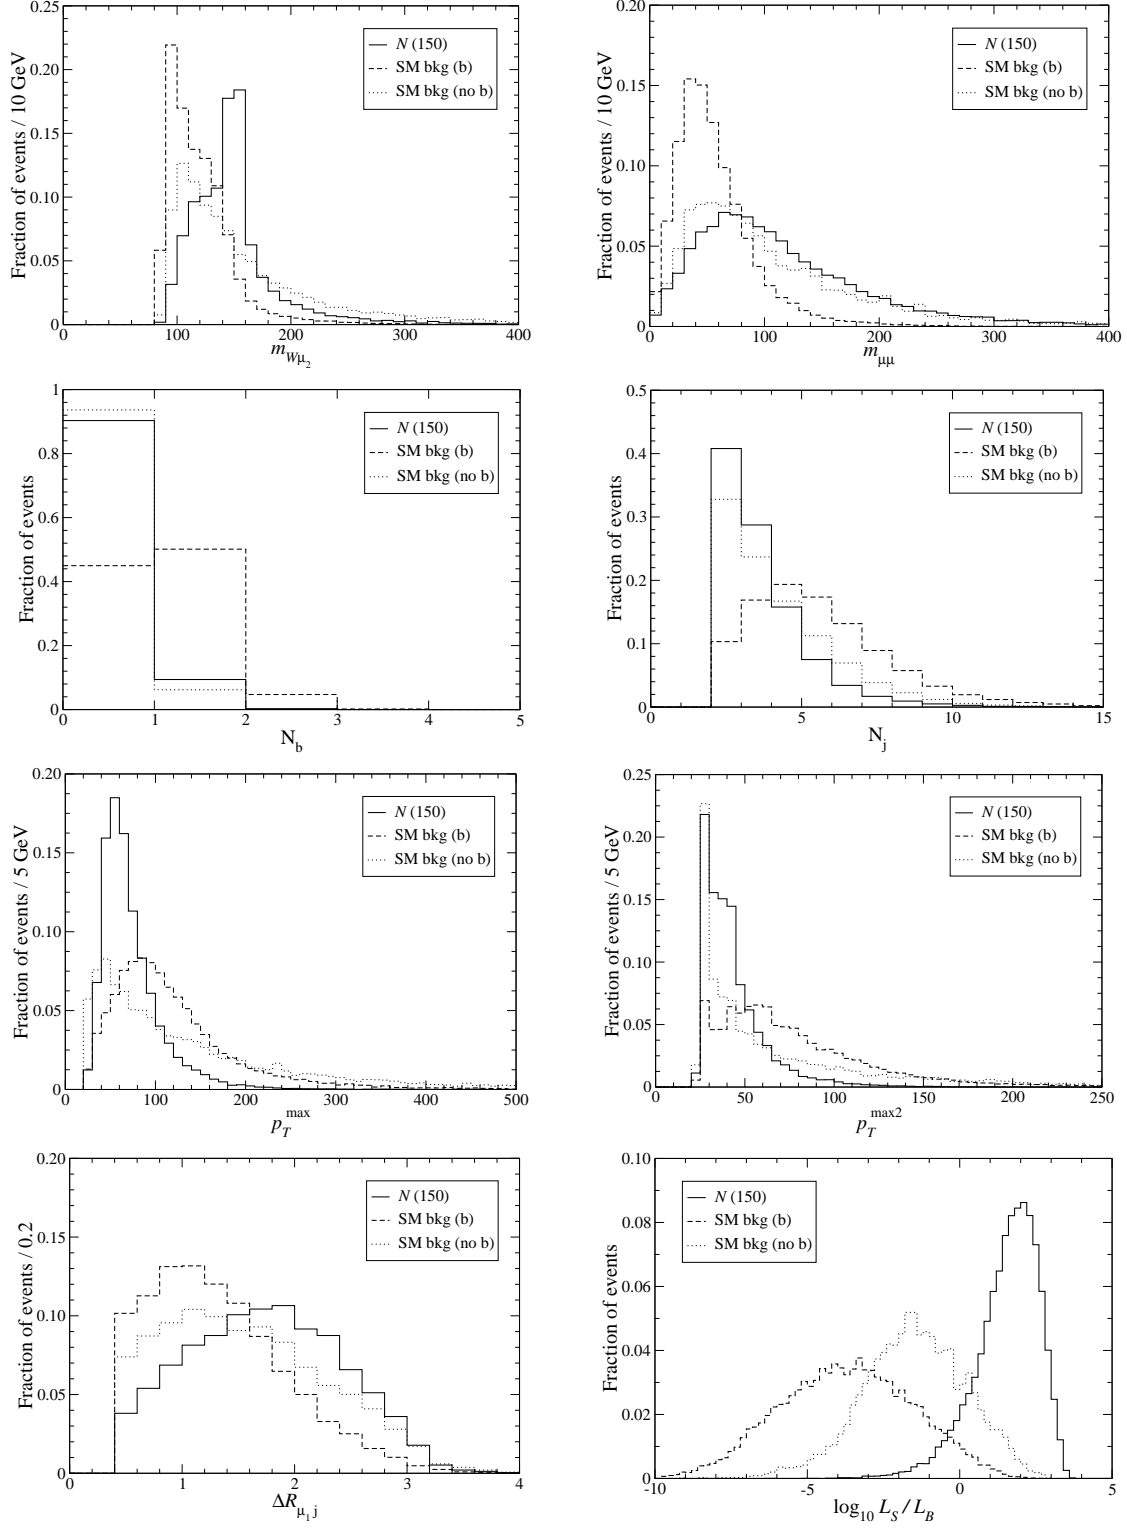 Fraction of events / 10 GeV
0.25
0.20
0.15
0.10
0.05
0
N (150)
SM bkg (b)
SM bkg (no b)
100 200 300 400
m_{Wμ_2}
Fraction of events / 10 GeV
0.20
0.15
0.10
0.05
0
N (150)
SM bkg (b)
SM bkg (no b)
0 100 200 300 400
m_{μμ}
Fraction of events
1
0.8
0.6
0.4
0.2
0
N (150)
SM bkg (b)
SM bkg (no b)
0 1 2 3 4 5
N_b
Fraction of events
0.5
0.4
0.3
0.2
0.1
0
N (150)
SM bkg (b)
SM bkg (no b)
0 5 10 15
N_j
Fraction of events / 5 GeV
0.20
0.15
0.10
0.05
0
N (150)
SM bkg (b)
SM bkg (no b)
0 100 200 300 400 500
p_T^{max}
Fraction of events / 5 GeV
0.25
0.20
0.15
0.10
0.05
0
N (150)
SM bkg (b)
SM bkg (no b)
0 50 100 150 200 250
p_T^{max2}
Fraction of events / 0.2
0.20
0.15
0.10
0.05
0
N (150)
SM bkg (b)
SM bkg (no b)
0 1 2 3 4
ΔR_{μ_1 j}
Fraction of events
0.10
0.08
0.06
0.04
0.02
0.00
N (150)
SM bkg (b)
SM bkg (no b)
-10 -5 0 5
log_{10} L_S / L_B